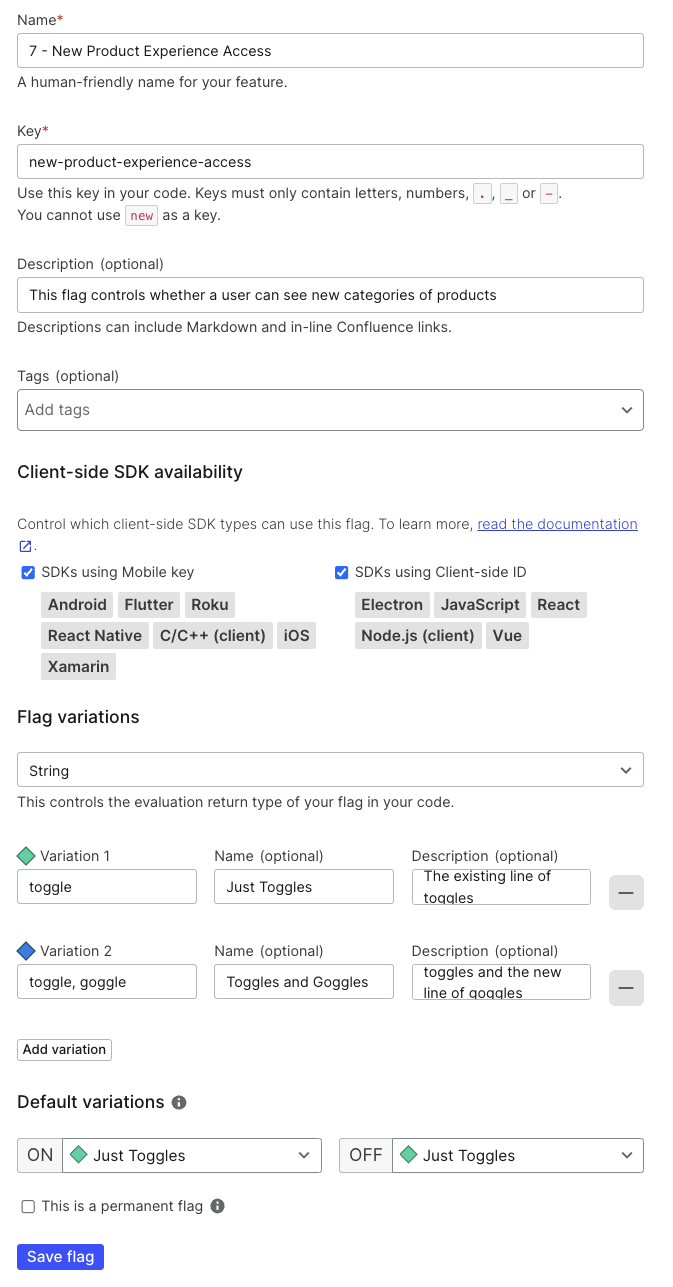 Name*
7 - New Product Experience Access
A human-friendly name for your feature.
Key*
new-product-experience-access
Use this key in your code. Keys must only contain letters, numbers, ., _ or -.
You cannot use new as a key.
Description (optional)
This flag controls whether a user can see new categories of products
Descriptions can include Markdown and in-line Confluence links.
Tags (optional)
Add tags
Client-side SDK availability
Control which client-side SDK types can use this flag. To learn more, read the documentation
.
SDKs using Mobile key
Android Flutter Roku
React Native C/C++ (client) iOS
Xamarin
SDKs using Client-side ID
Electron JavaScript React
Node.js (client) Vue
Flag variations
String
This controls the evaluation return type of your flag in your code.
Variation 1 Name (optional) Description (optional)
toggle Just Toggles The existing line of
toggles
Variation 2 Name (optional) Description (optional)
toggle, goggle Toggles and Goggles toggles and the new
line of goggles
Add variation
Default variations
ON Just Toggles OFF Just Toggles
This is a permanent flag
Save flag